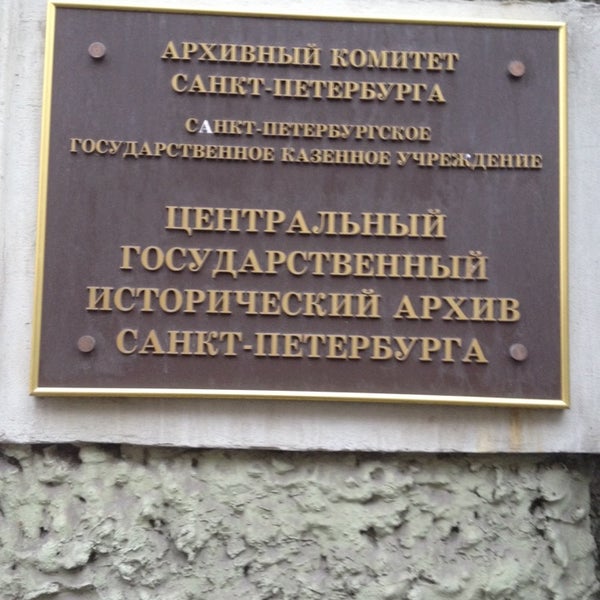 АРХИВНЫЙ КОМИТЕТ
САНКТ-ПЕТЕРБУРГА
САНКТ-ПЕТЕРБУРГСКОЕ
ГОСУДАРСТВЕННОЕ КАЗЕННОЕ УЧРЕЖДЕНИЕ
ЦЕНТРАЛЬНЫЙ
ГОСУДАРСТВЕННЫЙ
ИСТОРИЧЕСКИЙ АРХИВ
САНКТ-ПЕТЕРБУРГА